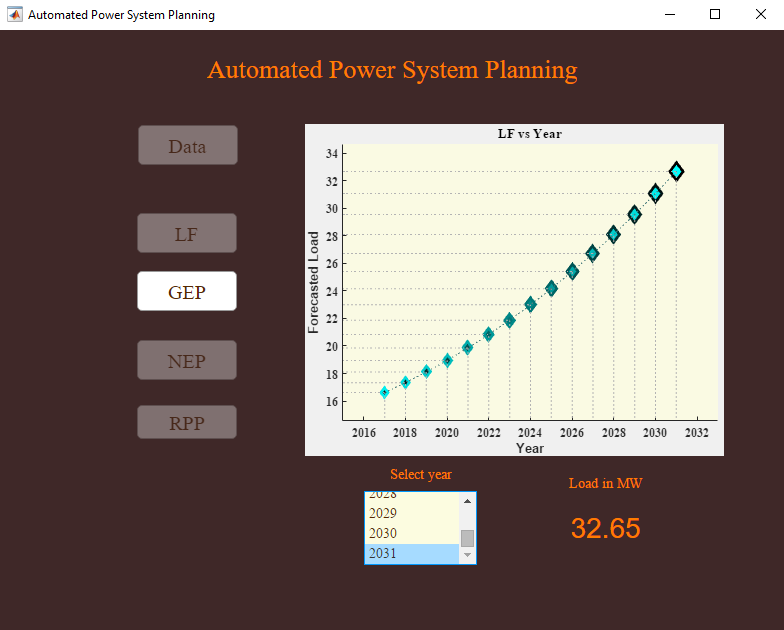 Automated Power System Planning
Automated Power System Planning
Data
LF
GEP
NEP
RPP
LF vs Year
Forecasted Load
34
32
30
28
26
24
22
20
18
16
2016 2018 2020 2022 2024 2026 2028 2030 2032
Year
Select year
2028
2029
2030
2031
Load in MW
32.65